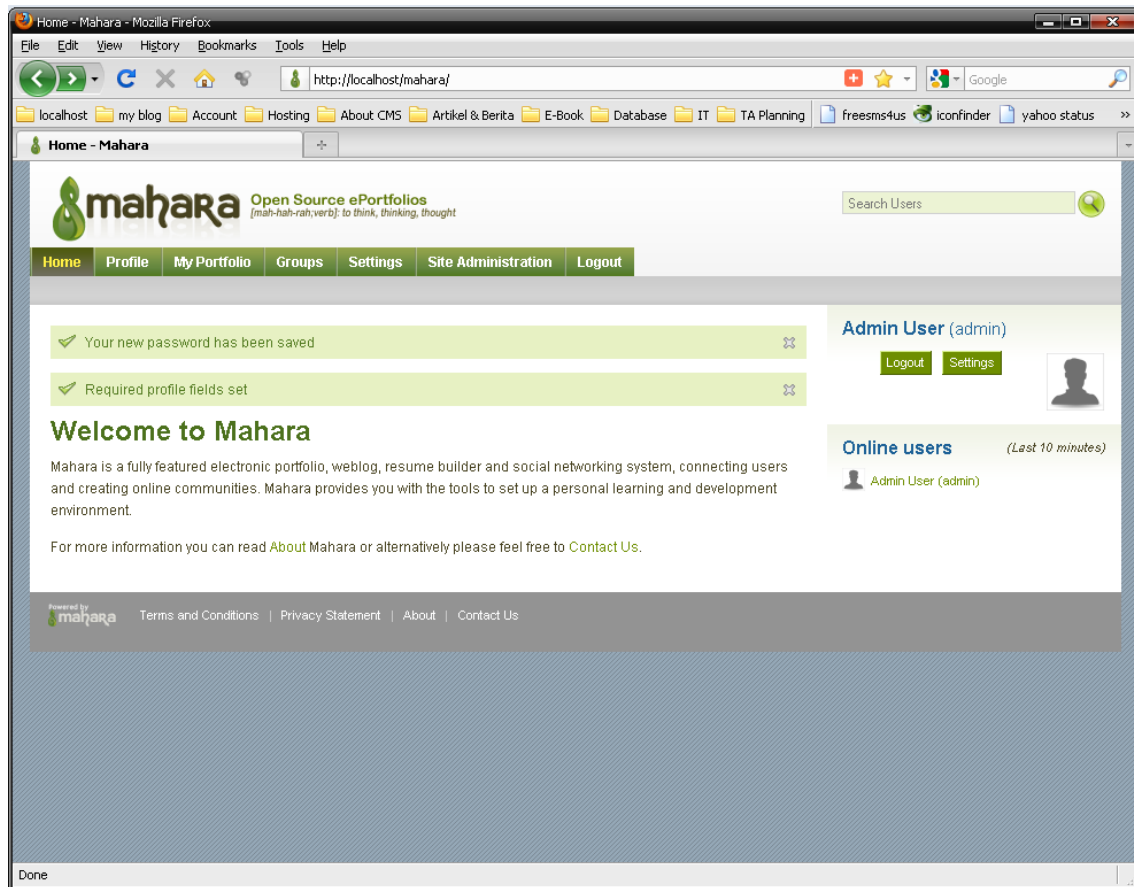 Home - Mahara - Mozilla Firefox
File Edit View History Bookmarks Tools Help
http://localhost/mahara/ Google
localhost my blog Account Hosting About CMS Artikel & Berita E-Book Database IT TA Planning freesms4us iconfinder yahoo status »
Home - Mahara
mahara Open Source ePortfolios
[mah-hah-rah;verb]: to think, thinking, thought
Search Users
Home Profile My Portfolio Groups Settings Site Administration Logout
Your new password has been saved
Required profile fields set
Welcome to Mahara
Mahara is a fully featured electronic portfolio, weblog, resume builder and social networking system, connecting users
and creating online communities. Mahara provides you with the tools to set up a personal learning and development
environment.
For more information you can read About Mahara or alternatively please feel free to Contact Us.
Admin User (admin)
Logout Settings
Online users (Last 10 minutes)
Admin User (admin)
Powered by
mahara Terms and Conditions | Privacy Statement | About | Contact Us
Done